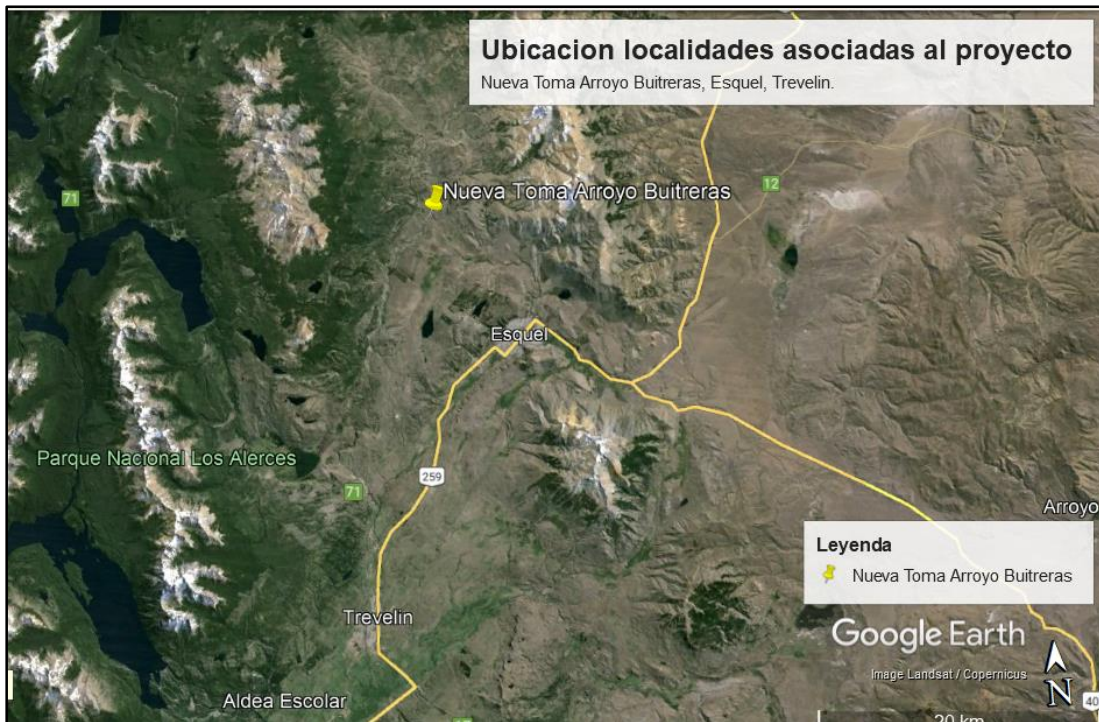 Ubicacion localidades asociadas al proyecto
Nueva Toma Arroyo Buitreras, Esquel, Trevelin.
71
12
Nueva Toma Arroyo Buitreras
Esquel
Parque Nacional Los Alerces
259
71
Arroyo
Leyenda
Nueva Toma Arroyo Buitreras
Trevelin
Google Earth
Image Landsat / Copernicus
N
Aldea Escolar
40
20 km